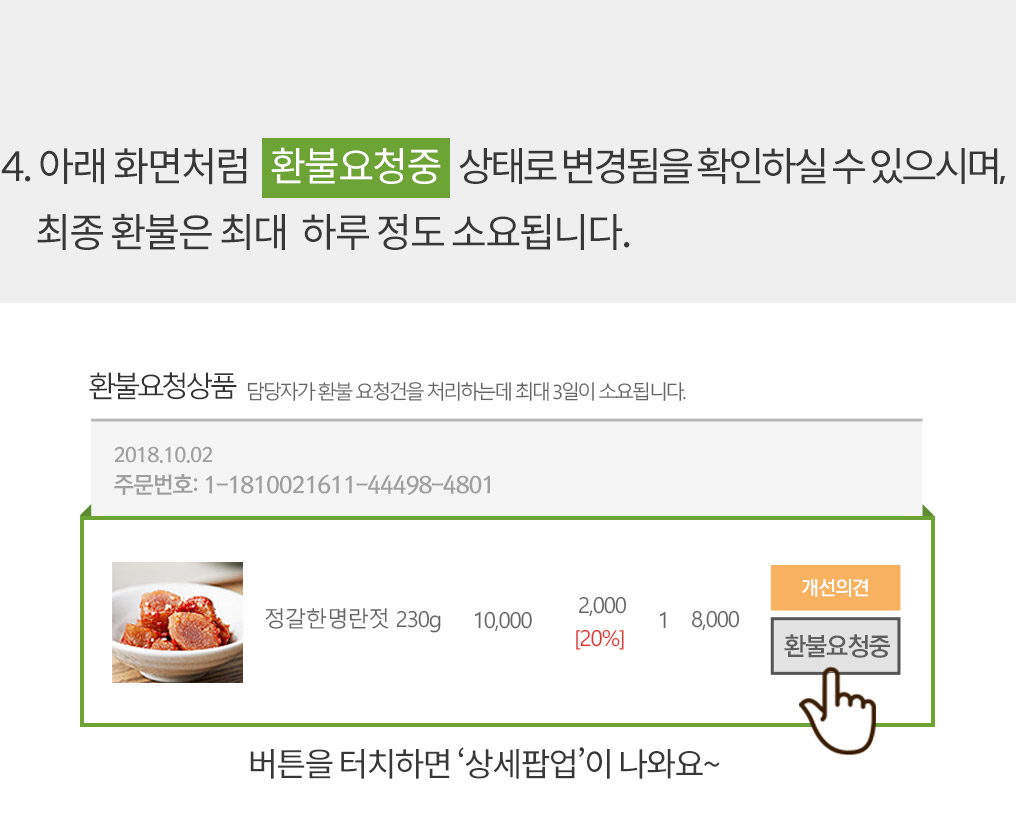 4. 아래 화면처럼 환불요청중 상태로 변경됨을 확인하실 수 있으시며,
최종 환불은 최대 하루 정도 소요됩니다.
환불요청상품 담당자가 환불 요청건을 처리하는데 최대 3일이 소요됩니다.
2018.10.02
주문번호: 1-1810021611-44498-4801
정갈한명란젓 230g 10,000 2,000 [20%] 1 8,000
개선의견
환불요청중
버튼을 터치하면 ‘상세팝업’이 나와요~